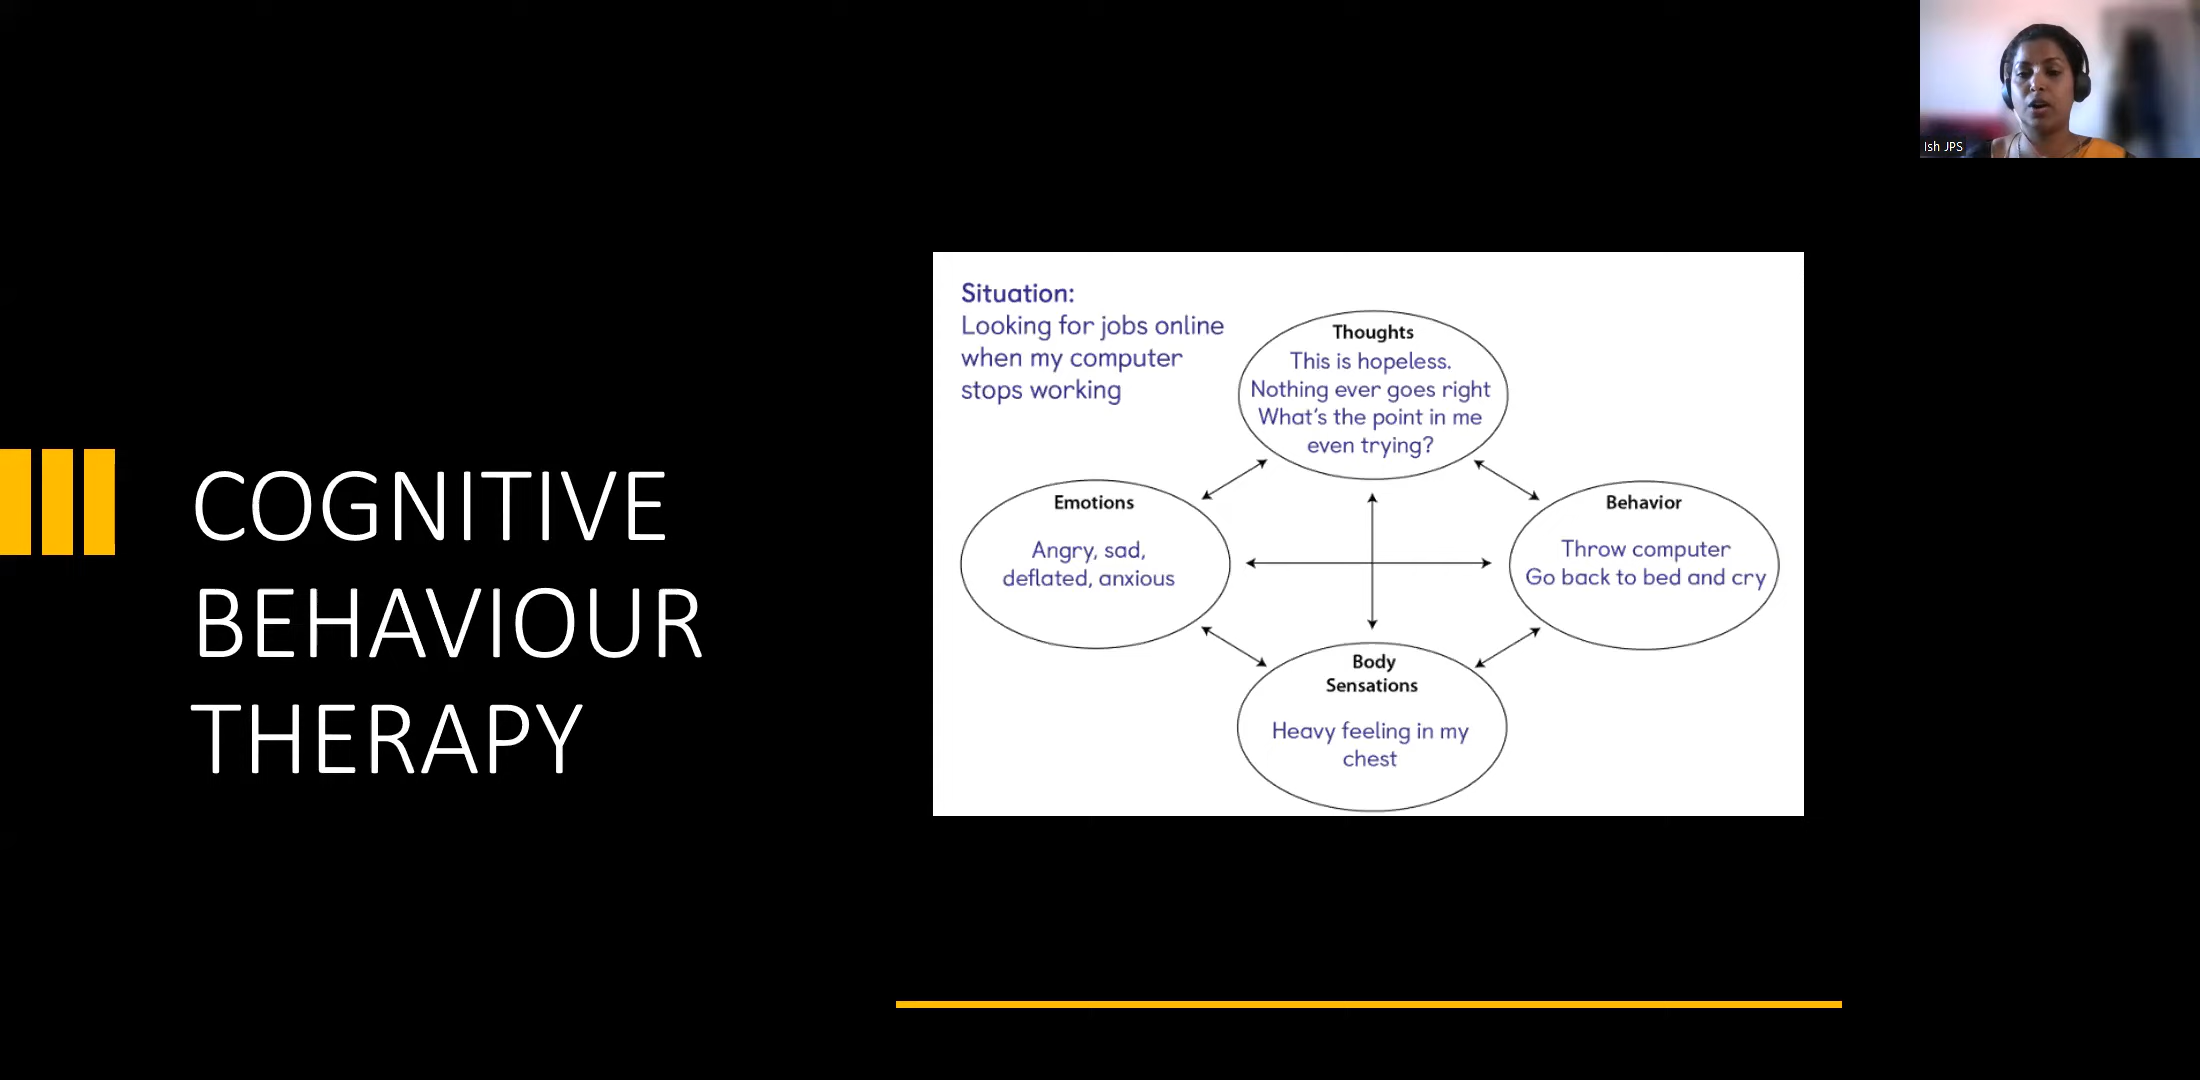 Ish JPS
COGNITIVE
BEHAVIOUR
THERAPY
Situation:
Looking for jobs online
when my computer
stops working
Thoughts
This is hopeless.
Nothing ever goes right
What's the point in me
even trying?
Emotions
Angry, sad,
deflated, anxious
Behavior
Throw computer
Go back to bed and cry
Body
Sensations
Heavy feeling in my
chest